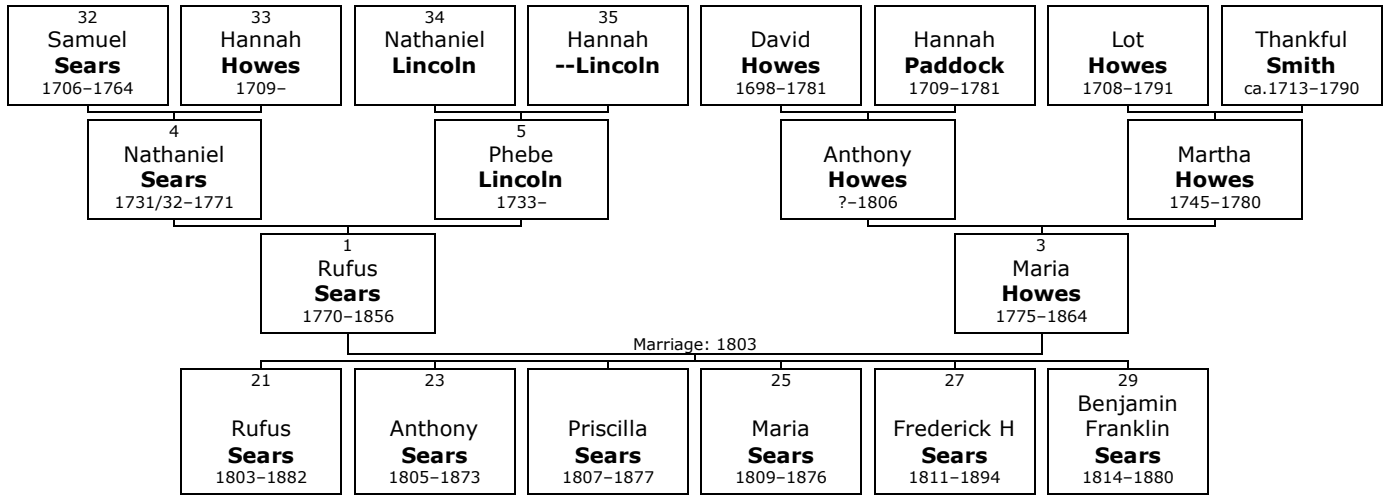 32
Samuel
Sears
1706–1764
33
Hannah
Howes
1709–
34
Nathaniel
Lincoln
35
Hannah
--Lincoln
David
Howes
1698–1781
Hannah
Paddock
1709–1781
Lot
Howes
1708–1791
Thankful
Smith
ca.1713–1790
4
Nathaniel
Sears
1731/32–1771
5
Phebe
Lincoln
1733–
Anthony
Howes
?–1806
Martha
Howes
1745–1780
1
Rufus
Sears
1770–1856
3
Maria
Howes
1775–1864
Marriage: 1803
21
Rufus
Sears
1803–1882
23
Anthony
Sears
1805–1873
Priscilla
Sears
1807–1877
25
Maria
Sears
1809–1876
27
Frederick H
Sears
1811–1894
29
Benjamin
Franklin
Sears
1814–1880